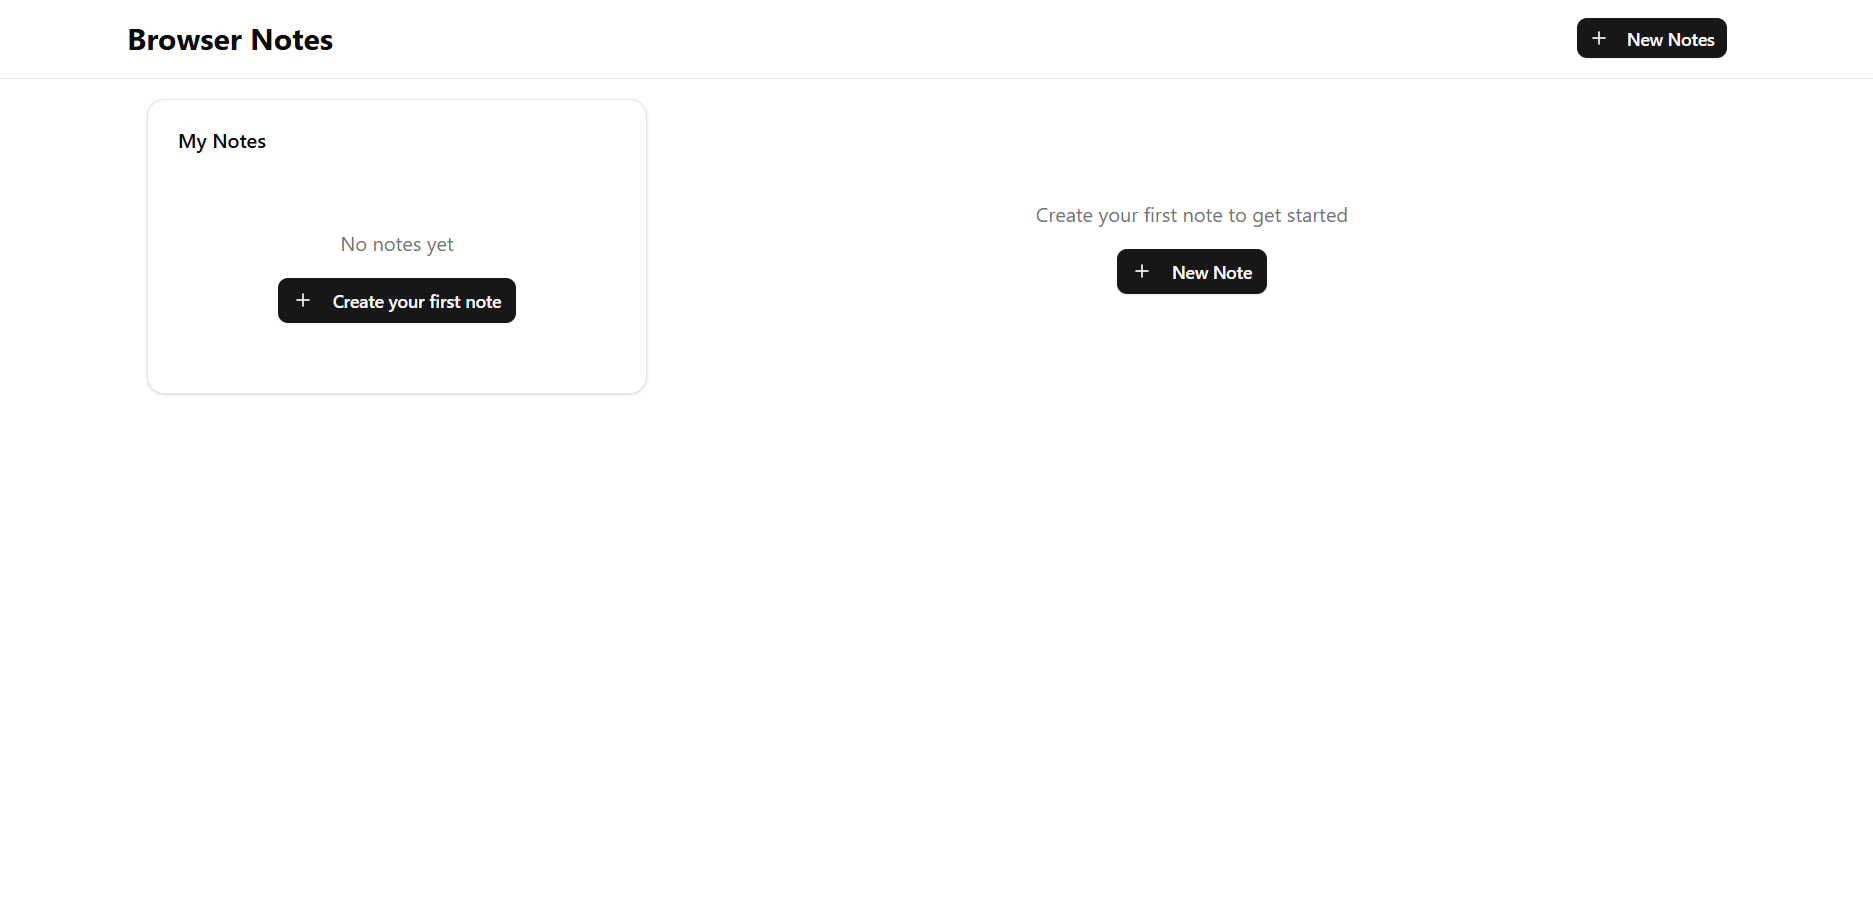 Browser Notes
New Notes
My Notes
No notes yet
Create your first note
Create your first note to get started
New Note